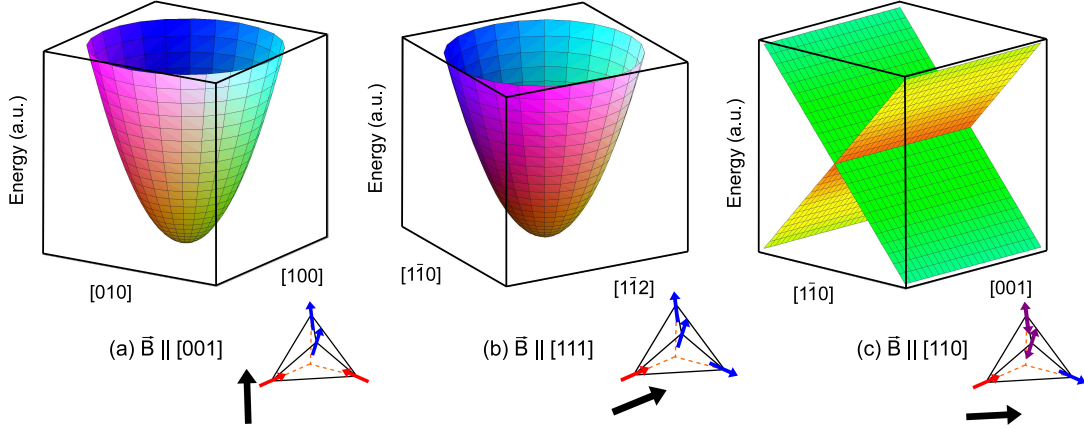 Energy (a.u.)
[010]
[100]
(a) B⃗ || [001]
Energy (a.u.)
[11̄0]
[11̄2]
(b) B⃗ || [111]
Energy (a.u.)
[11̄0]
[001]
(c) B⃗ || [110]